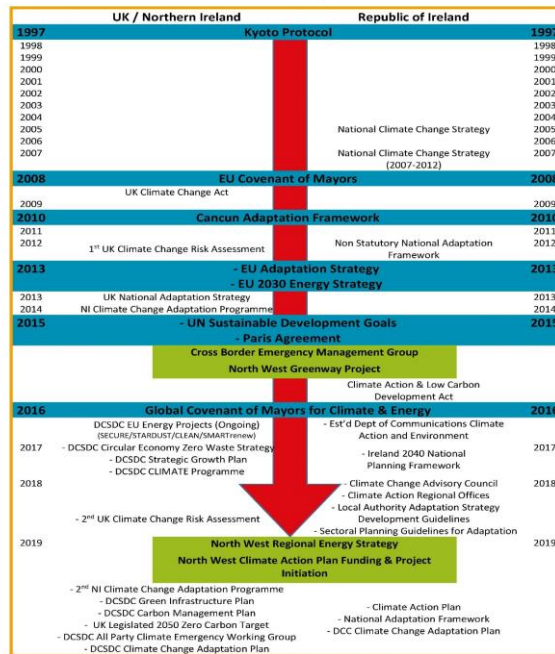 UK / Northern Ireland Republic of Ireland
1997 Kyoto Protocol 1997
1998 1998
1999 1999
2000 2000
2001 2001
2002 2002
2003 2003
2004 2004
2005 National Climate Change Strategy 2005
2006 2006
2007 National Climate Change Strategy 2007
(2007-2012)
2008 EU Covenant of Mayors 2008
UK Climate Change Act
2009 2009
2010 Cancun Adaptation Framework 2010
2011 2011
2012 1st UK Climate Change Risk Assessment Non Statutory National Adaptation 2012
Framework
2013 - EU Adaptation Strategy 2013
- EU 2030 Energy Strategy
2013 UK National Adaptation Strategy 2013
2014 NI Climate Change Adaptation Programme 2014
2015 - UN Sustainable Development Goals 2015
- Paris Agreement
Cross Border Emergency Management Group
North West Greenway Project
Climate Action & Low Carbon
Development Act
2016 Global Covenant of Mayors for Climate & Energy 2016
DCSDC EU Energy Projects (Ongoing) - Est'd Dept of Communications Climate
(SECURE/STARDUST/CLEAN/SMARTrenew) Action and Environment
2017 - DCSDC Circular Economy Zero Waste Strategy 2017
- DCSDC Strategic Growth Plan - Ireland 2040 National
- DCSDC CLIMATE Programme Planning Framework
2018 - Climate Change Advisory Council 2018
- Climate Action Regional Offices
- Local Authority Adaptation Strategy
- 2nd UK Climate Change Risk Assessment Development Guidelines
- Sectoral Planning Guidelines for Adaptation
2019 North West Regional Energy Strategy 2019
North West Climate Action Plan Funding & Project
Initiation
- 2nd NI Climate Change Adaptation Programme
- DCSDC Green Infrastructure Plan - Climate Action Plan
- DCSDC Carbon Management Plan - National Adaptation Framework
- UK Legislated 2050 Zero Carbon Target - DCC Climate Change Adaptation Plan
- DCSDC All Party Climate Emergency Working Group
- DCSDC Climate Change Adaptation Plan